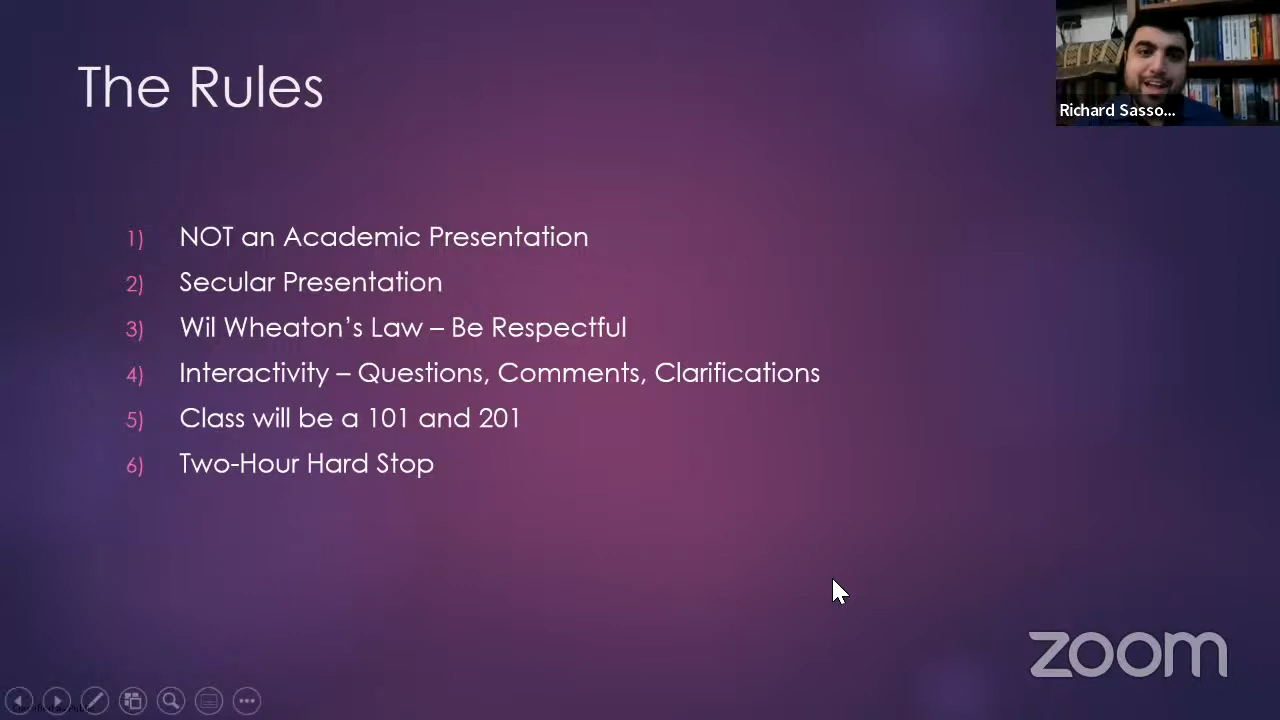 The Rules
Richard Sasso...
1) NOT an Academic Presentation
2) Secular Presentation
3) Wil Wheaton’s Law – Be Respectful
4) Interactivity – Questions, Comments, Clarifications
5) Class will be a 101 and 201
6) Two-Hour Hard Stop
zoom